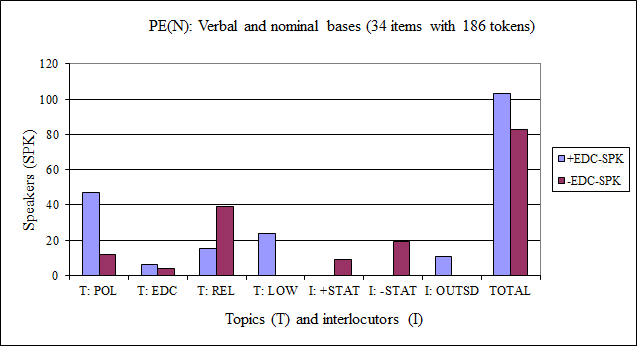 PE(N): Verbal and nominal bases (34 items with 186 tokens)
120
100
80
60
40
20
0
Speakers (SPK)
T: POL T: EDC T: REL T: LOW I: +STAT I: -STAT I: OUTSD TOTAL
Topics (T) and interlocutors (I)
+EDC-SPK
-EDC-SPK